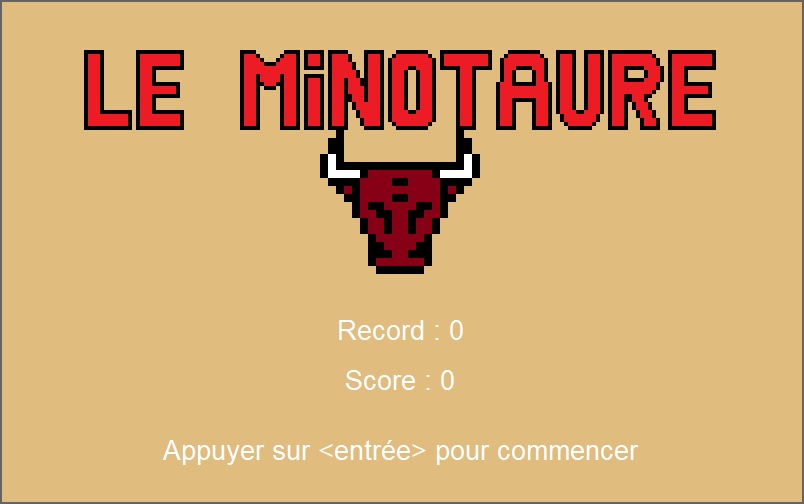 LE MiNOTAURE
Record : 0
Score : 0
Appuyer sur <entrée> pour commencer